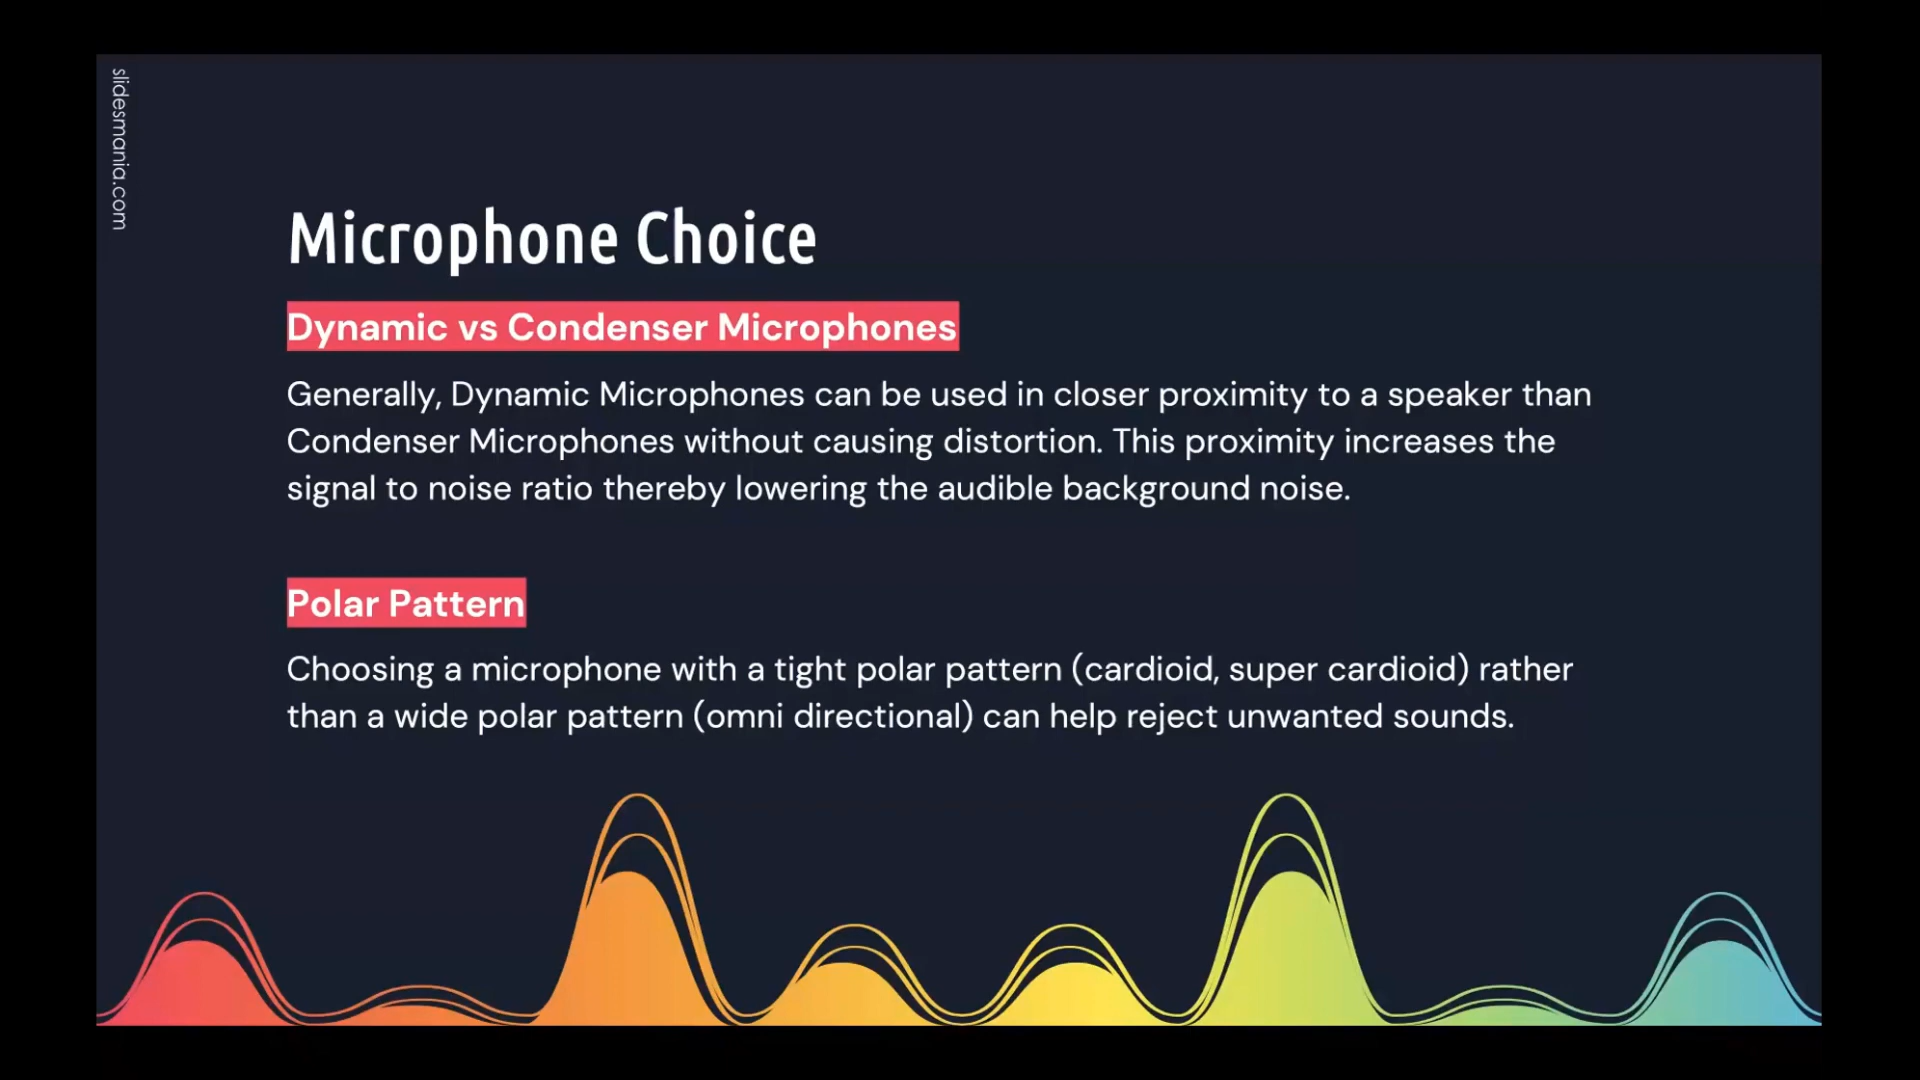 slidesmania.com
Microphone Choice
Dynamic vs Condenser Microphones
Generally, Dynamic Microphones can be used in closer proximity to a speaker than
Condenser Microphones without causing distortion. This proximity increases the
signal to noise ratio thereby lowering the audible background noise.
Polar Pattern
Choosing a microphone with a tight polar pattern (cardioid, super cardioid) rather
than a wide polar pattern (omni directional) can help reject unwanted sounds.